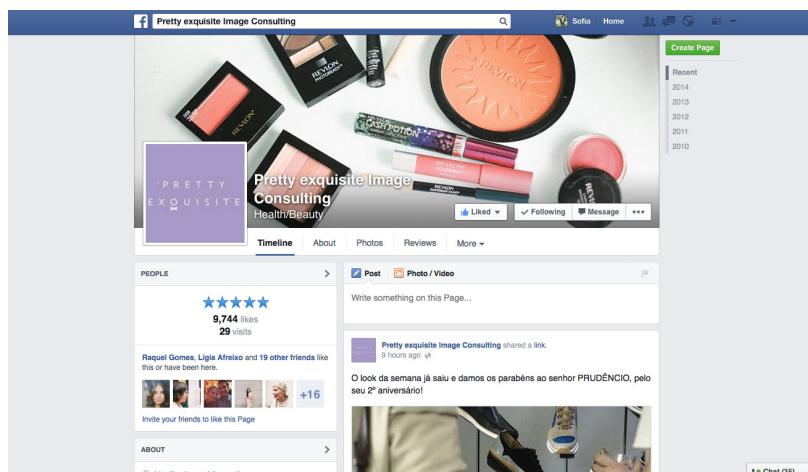 Pretty exquisite Image Consulting
Sofia Home
Create Page
Recent
2014
2013
2012
2011
2010
REVLON
REVLON
PHOTOREADY
REVLON
CASH POTION
REVLON
REVLON
REVLON
PRETTY
EXQUISITE
Pretty exquisite Image
Consulting
Health/Beauty
Liked
Following
Message
Timeline About Photos Reviews More
PEOPLE
9,744 likes
29 visits
Raquel Gomes, Lígia Afreixo and 19 other friends like
this or have been here.
+16
Invite your friends to like this Page
ABOUT
Post Photo / Video
Write something on this Page...
Pretty exquisite Image Consulting shared a link.
9 hours ago
O look da semana já saiu e damos os parabéns ao senhor PRUDÊNCIO, pelo
seu 2º aniversário!
Chat (35)